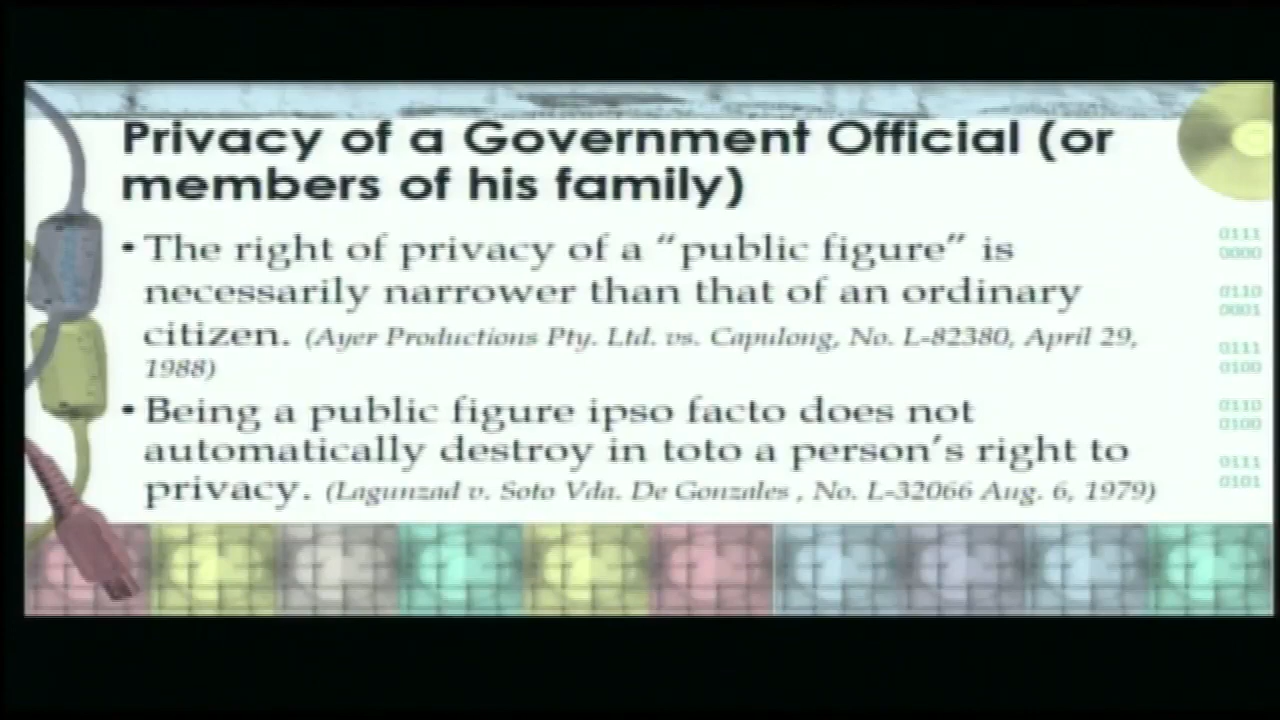 Privacy of a Government Official (or
members of his family)
• The right of privacy of a “public figure” is
necessarily narrower than that of an ordinary
citizen. (Ayer Productions Pty. Ltd. vs. Capulong, No. L-82380, April 29,
1988)
• Being a public figure ipso facto does not
automatically destroy in toto a person’s right to
privacy. (Lagunzad v. Soto Vda. De Gonzales , No. L-32066 Aug. 6, 1979)
0111
0000
0110
0001
0111
0100
0110
0100
0111
0101